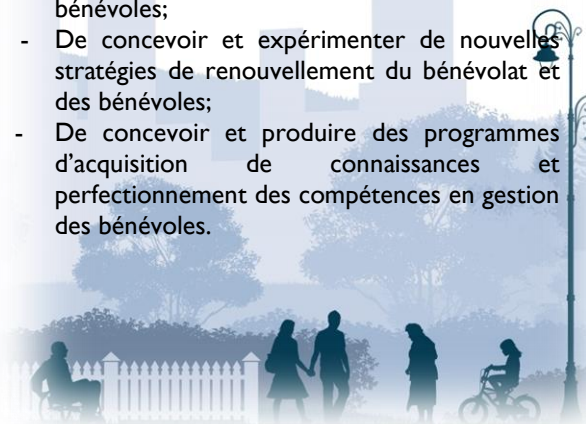 bénévoles;
- De concevoir et expérimenter de nouvelles
stratégies de renouvellement du bénévolat et
des bénévoles;
- De concevoir et produire des programmes
d'acquisition de connaissances et
perfectionnement des compétences en gestion
des bénévoles.